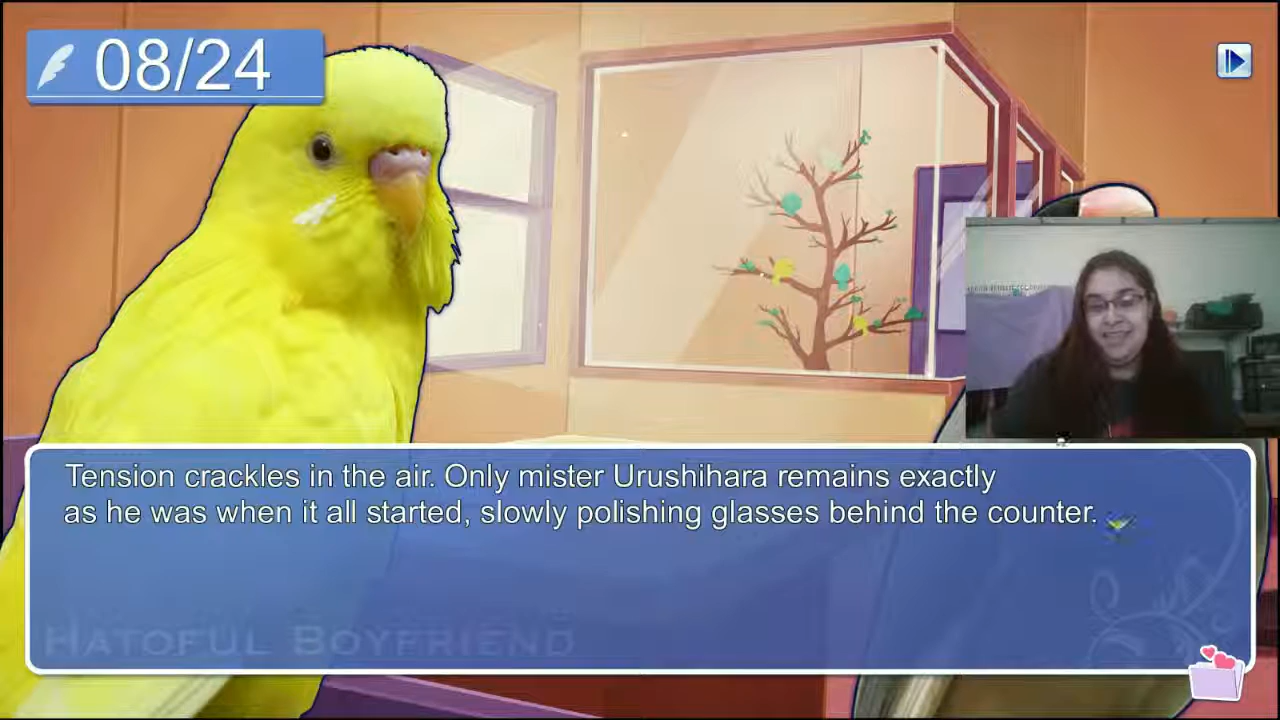 08/24
Tension crackles in the air. Only mister Urushihara remains exactly
as he was when it all started, slowly polishing glasses behind the counter.
HATOFUL BOYFRIEND